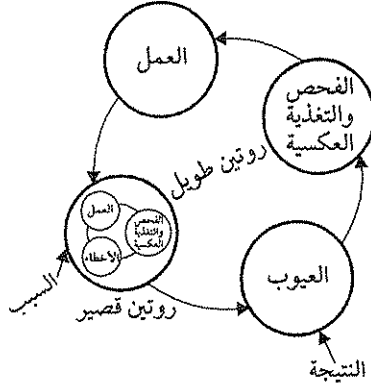 العمل
الفحص
والتغذية
العكسية
روتين طويل
العمل
الفحص
والتغذية
العكسية
الأخطاء
العيوب
السبب
روتين قصير
النتيجة